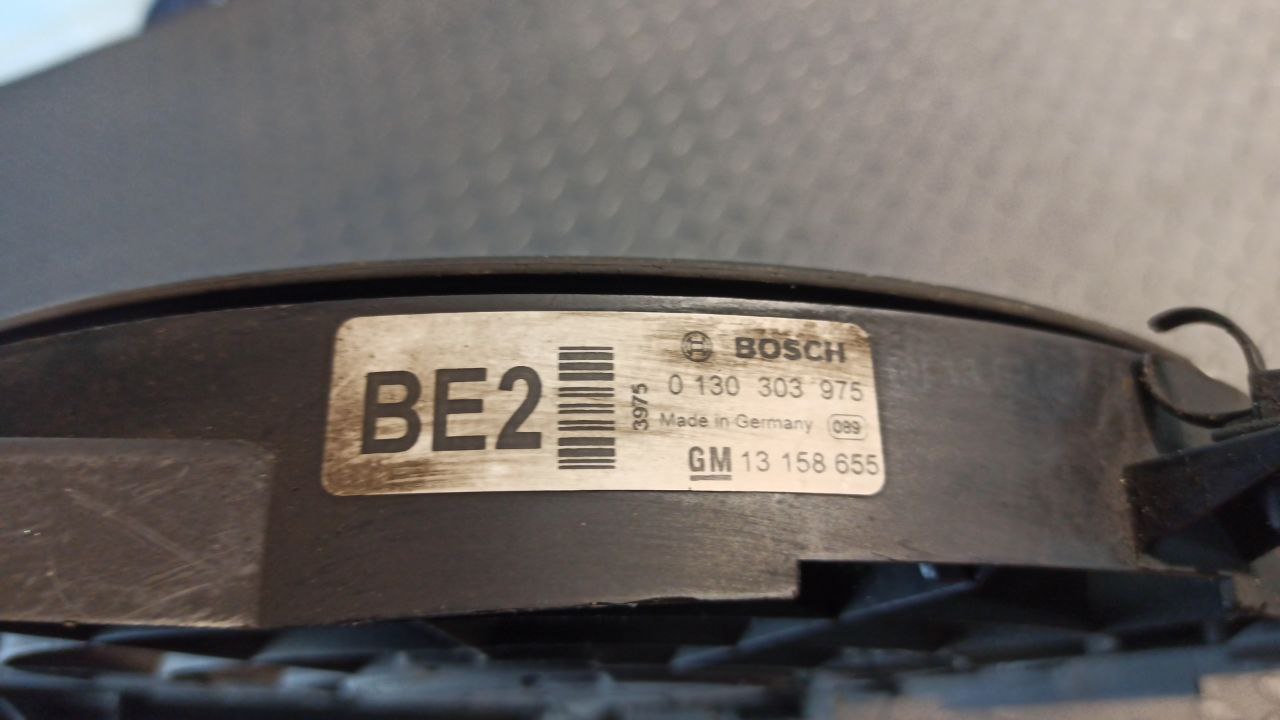 BE2
3975
BOSCH
0 130 303 975
Made in Germany 089
GM 13 158 655